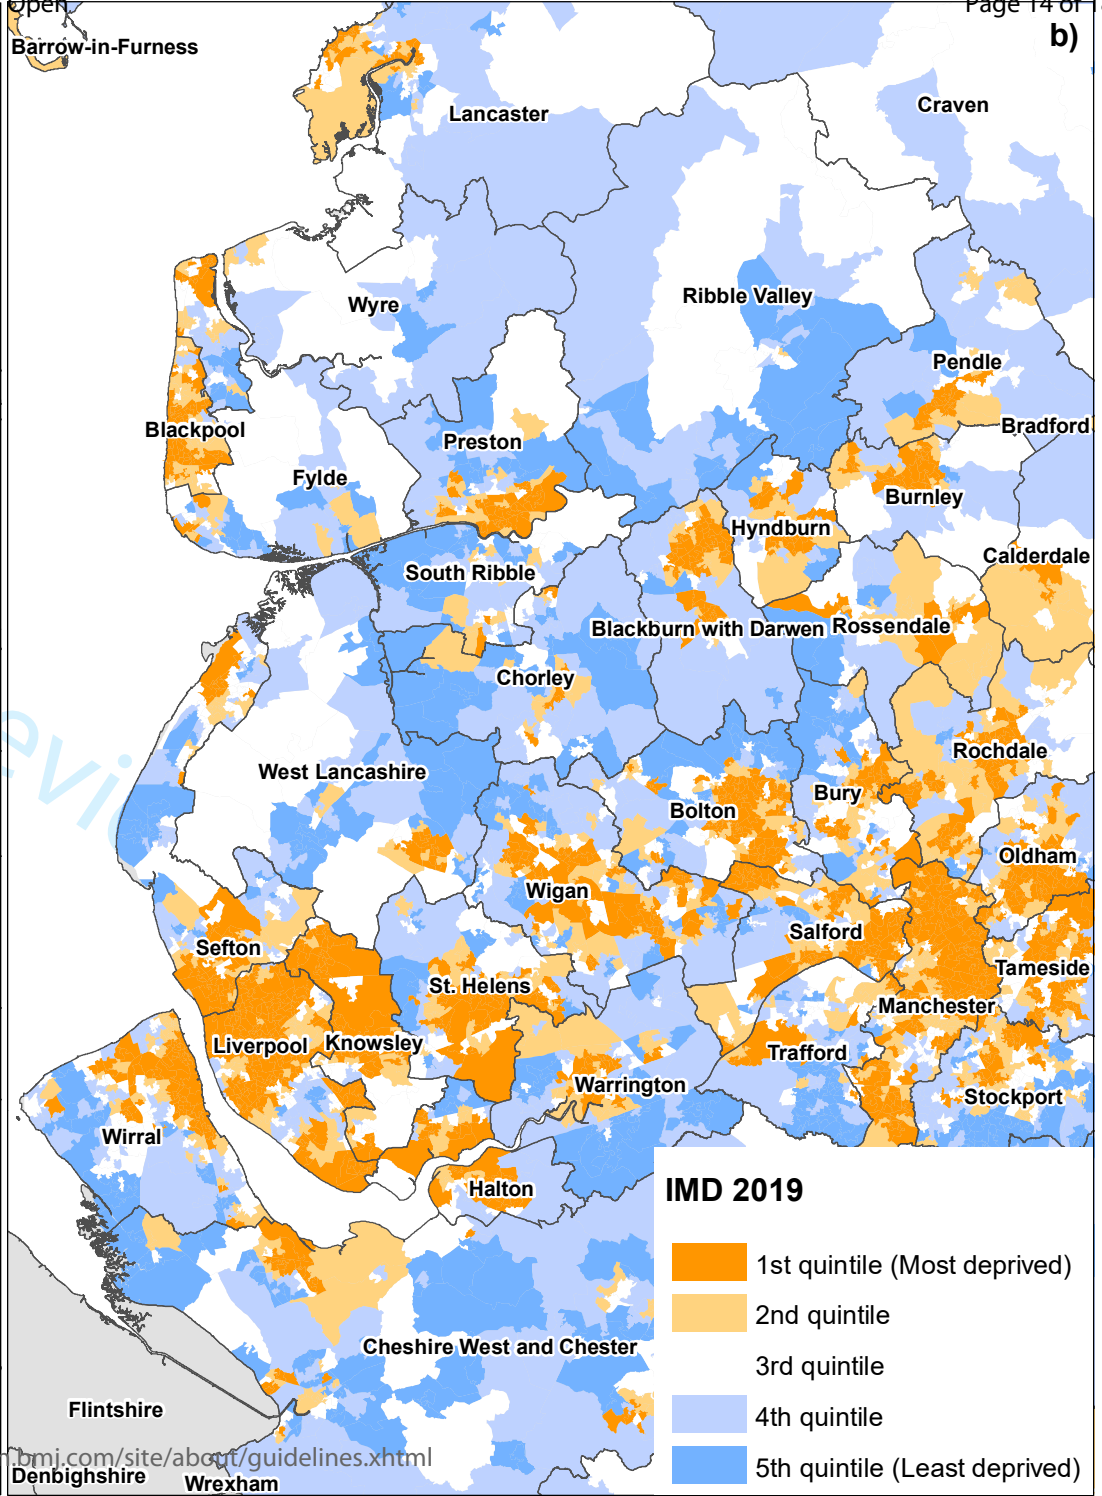 Open
Page 14 of
b)
Barrow-in-Furness
Lancaster
Craven
Wyre
Ribble Valley
Pendle
Bradford
Blackpool
Preston
Fylde
Burnley
Hyndburn
Calderdale
South Ribble
Blackburn with Darwen
Rossendale
Chorley
Rochdale
West Lancashire
Bury
Bolton
Oldham
Wigan
Salford
Sefton
Tameside
St. Helens
Manchester
Liverpool
Knowsley
Trafford
Warrington
Stockport
Wirral
Halton
IMD 2019
1st quintile (Most deprived)
2nd quintile
3rd quintile
4th quintile
5th quintile (Least deprived)
Cheshire West and Chester
Flintshire
.bmj.com/site/about/guidelines.xhtml
Denbighshire
Wrexham